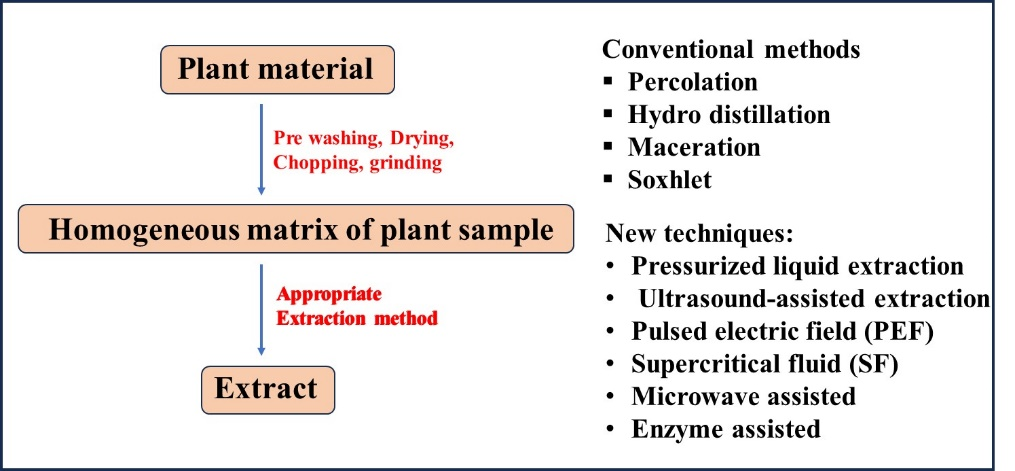 Plant material
Pre washing, Drying,
Chopping, grinding
Homogeneous matrix of plant sample
Appropriate
Extraction method
Extract
Conventional methods
▪ Percolation
▪ Hydro distillation
▪ Maceration
▪ Soxhlet
New techniques:
• Pressurized liquid extraction
• Ultrasound-assisted extraction
• Pulsed electric field (PEF)
• Supercritical fluid (SF)
• Microwave assisted
• Enzyme assisted